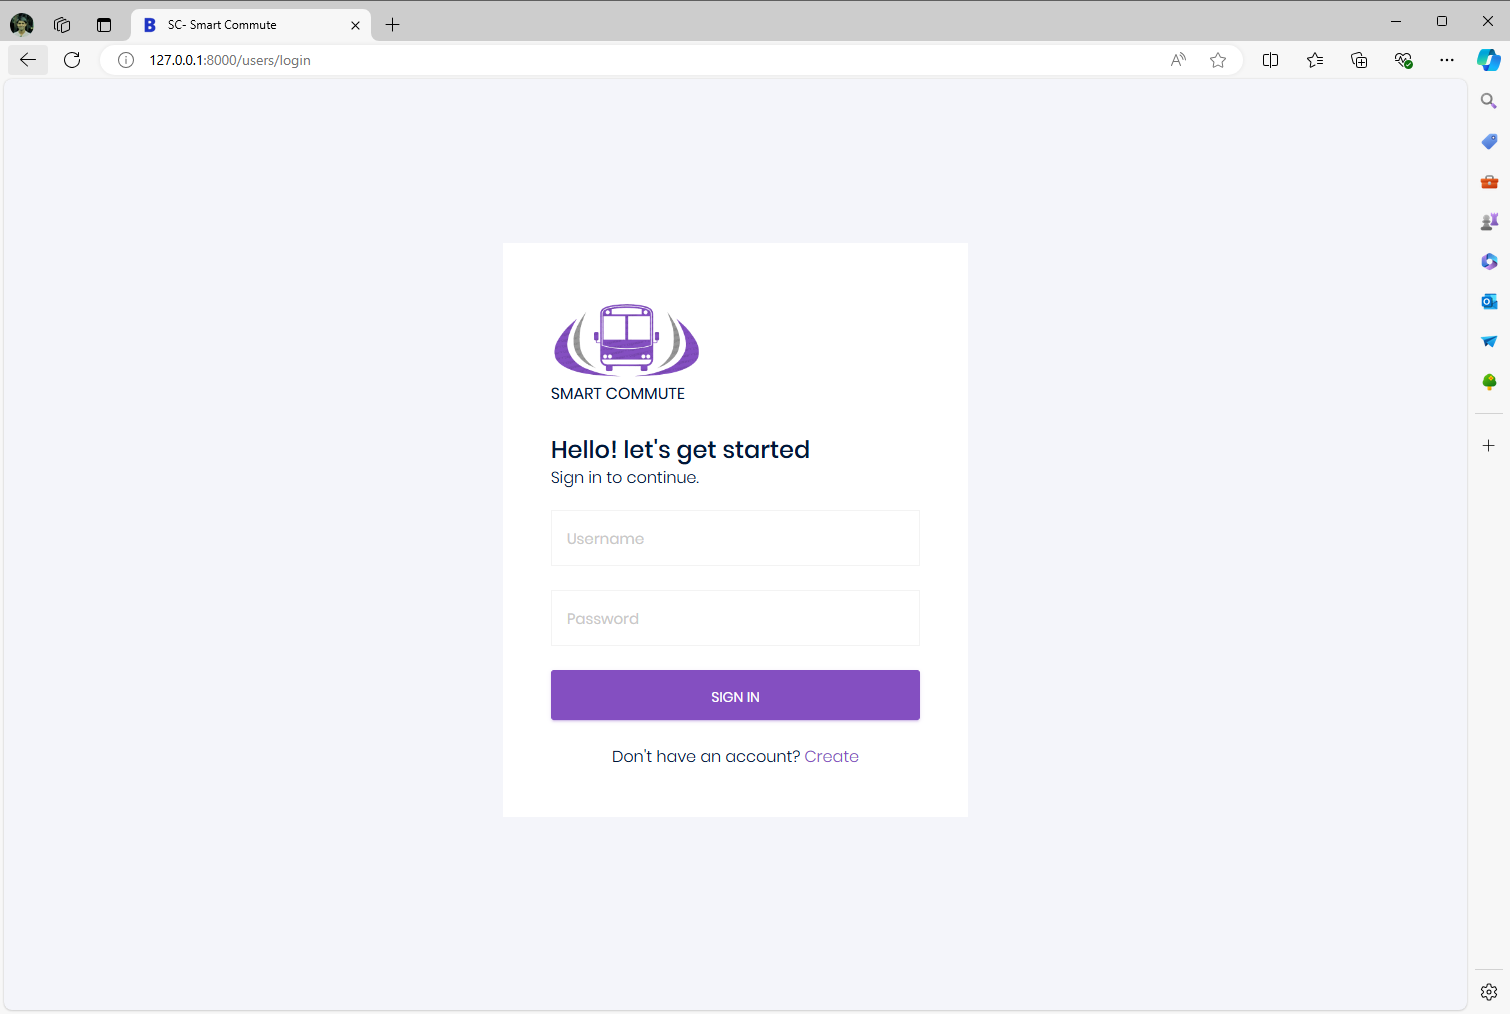 SC- Smart Commute
127.0.0.1:8000/users/login
SMART COMMUTE
Hello! let's get started
Sign in to continue.
Username
Password
SIGN IN
Don't have an account? Create